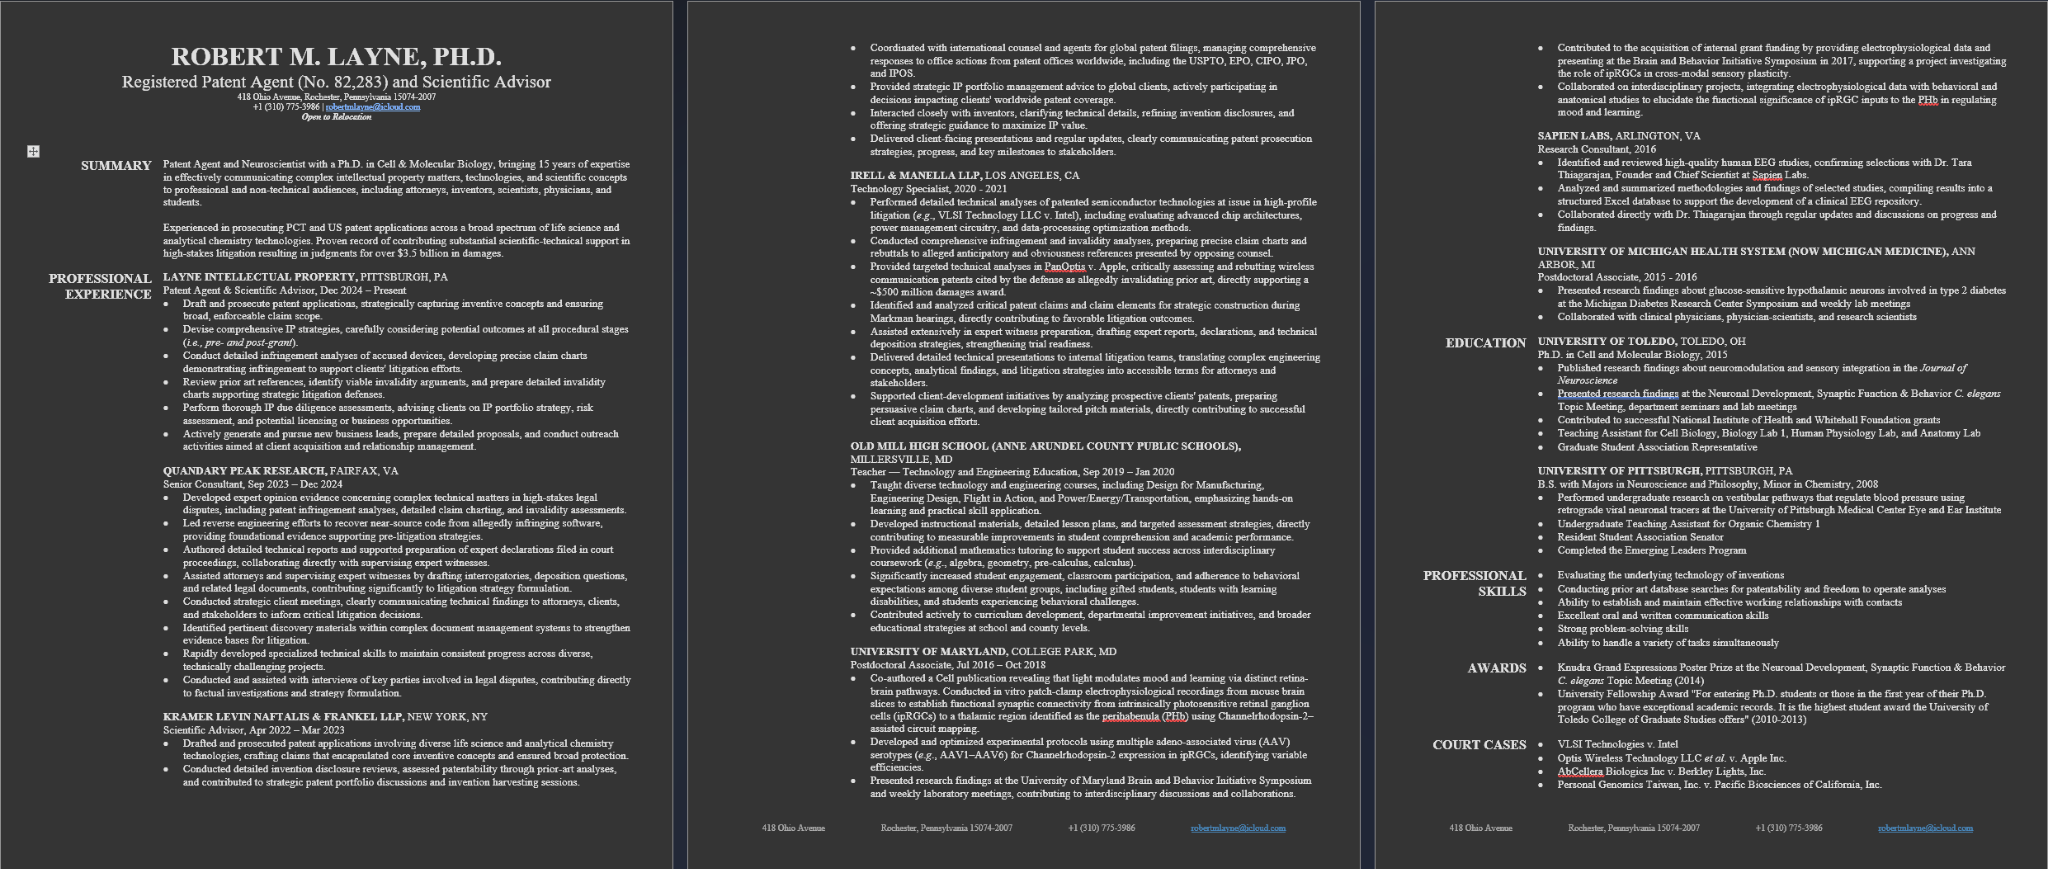 ROBERT M. LAYNE, PH.D.
Registered Patent Agent (No. 82,283) and Scientific Advisor
418 Ohio Avenue, Rochester, Pennsylvania 15074-2007
+1 (310) 775-3986 | robertmlayne@icloud.com
Open to Relocation
SUMMARY
Patent Agent and Neuroscientist with a Ph.D. in Cell & Molecular Biology, bringing 15 years of expertise
in effectively communicating complex intellectual property matters, technologies, and scientific concepts
to professional and non-technical audiences, including attorneys, inventors, scientists, physicians, and
students.
Experienced in prosecuting PCT and US patent applications across a broad spectrum of life science and
analytical chemistry technologies. Proven record of contributing substantial scientific-technical support in
high-stakes litigation resulting in judgments for over $3.5 billion in damages.
PROFESSIONAL
EXPERIENCE
LAYNE INTELLECTUAL PROPERTY, PITTSBURGH, PA
Patent Agent & Scientific Advisor, Dec 2024 – Present
• Draft and prosecute patent applications, strategically capturing inventive concepts and ensuring
broad, enforceable claim scope.
• Devise comprehensive IP strategies, carefully considering potential outcomes at all procedural stages
(i.e., pre- and post-grant).
• Conduct detailed infringement analyses of accused devices, developing precise claim charts
demonstrating infringement to support clients' litigation efforts.
• Review prior art references, identify viable invalidity arguments, and prepare detailed invalidity
charts supporting strategic litigation defenses.
• Perform thorough IP due diligence assessments, advising clients on IP portfolio strategy, risk
assessment, and potential licensing or business opportunities.
• Actively generate and pursue new business leads, prepare detailed proposals, and conduct outreach
activities aimed at client acquisition and relationship management.
QUANDARY PEAK RESEARCH, FAIRFAX, VA
Senior Consultant, Sep 2023 – Dec 2024
• Developed expert opinion evidence concerning complex technical matters in high-stakes legal
disputes, including patent infringement analyses, detailed claim charting, and invalidity assessments.
• Led reverse engineering efforts to recover near-source code from allegedly infringing software,
providing foundational evidence supporting pre-litigation strategies.
• Authored detailed technical reports and supported preparation of expert declarations filed in court
proceedings, collaborating directly with supervising expert witnesses.
• Assisted attorneys and supervising expert witnesses by drafting interrogatories, deposition questions,
and related legal documents, contributing significantly to litigation strategy formulation.
• Conducted strategic client meetings, clearly communicating technical findings to attorneys, clients,
and stakeholders to inform critical litigation decisions.
• Identified pertinent discovery materials within complex document management systems to strengthen
evidence bases for litigation.
• Rapidly developed specialized technical skills to maintain consistent progress across diverse,
technically challenging projects.
• Conducted and assisted with interviews of key parties involved in legal disputes, contributing directly
to factual investigations and strategy formulation.
KRAMER LEVIN NAFTALIS & FRANKEL LLP, NEW YORK, NY
Scientific Advisor, Apr 2022 – Mar 2023
• Drafted and prosecuted patent applications involving diverse life science and analytical chemistry
technologies, crafting claims that encapsulated core inventive concepts and ensured broad protection.
• Conducted detailed invention disclosure reviews, assessed patentability through prior-art analyses,
and contributed to strategic patent portfolio discussions and invention harvesting sessions.
• Coordinated with international counsel and agents for global patent filings, managing comprehensive
responses to office actions from patent offices worldwide, including the USPTO, EPO, CIPO, JPO,
and IPOS.
• Provided strategic IP portfolio management advice to global clients, actively participating in
decisions impacting clients' worldwide patent coverage.
• Interacted closely with inventors, clarifying technical details, refining invention disclosures, and
offering strategic guidance to maximize IP value.
• Delivered client-facing presentations and regular updates, clearly communicating patent prosecution
strategies, progress, and key milestones to stakeholders.
IRELL & MANELLA LLP, LOS ANGELES, CA
Technology Specialist, 2020 - 2021
• Performed detailed technical analyses of patented semiconductor technologies at issue in high-profile
litigation (e.g., VLSI Technology LLC v. Intel), including evaluating advanced chip architectures,
power management circuitry, and data-processing optimization methods.
• Conducted comprehensive infringement and invalidity analyses, preparing precise claim charts and
rebuttals to alleged anticipatory and obviousness references presented by opposing counsel.
• Provided targeted technical analyses in PanOptis v. Apple, critically assessing and rebutting wireless
communication patents cited by the defense as allegedly invalidating prior art, directly supporting a
~$500 million damages award.
• Identified and analyzed critical patent claims and claim elements for strategic construction during
Markman hearings, directly contributing to favorable litigation outcomes.
• Assisted extensively in expert witness preparation, drafting expert reports, declarations, and technical
deposition strategies, strengthening trial readiness.
• Delivered detailed technical presentations to internal litigation teams, translating complex engineering
concepts, analytical findings, and litigation strategies into accessible terms for attorneys and
stakeholders.
• Supported client-development initiatives by analyzing prospective clients' patents, preparing
persuasive claim charts, and developing tailored pitch materials, directly contributing to successful
client acquisition efforts.
OLD MILL HIGH SCHOOL (ANNE ARUNDEL COUNTY PUBLIC SCHOOLS),
MILLERSVILLE, MD
Teacher — Technology and Engineering Education, Sep 2019 – Jan 2020
• Taught diverse technology and engineering courses, including Design for Manufacturing,
Engineering Design, Flight in Action, and Power/Energy/Transportation, emphasizing hands-on
learning and practical skill application.
• Developed instructional materials, detailed lesson plans, and targeted assessment strategies, directly
contributing to measurable improvements in student comprehension and academic performance.
• Provided additional mathematics tutoring to support student success across interdisciplinary
coursework (e.g., algebra, geometry, pre-calculus, calculus).
• Significantly increased student engagement, classroom participation, and adherence to behavioral
expectations among diverse student groups, including gifted students, students with learning
disabilities, and students experiencing behavioral challenges.
• Contributed actively to curriculum development, departmental improvement initiatives, and broader
educational strategies at school and county levels.
UNIVERSITY OF MARYLAND, COLLEGE PARK, MD
Postdoctoral Associate, Jul 2016 – Oct 2018
• Co-authored a Cell publication revealing that light modulates mood and learning via distinct retina-
brain pathways. Conducted in vitro patch-clamp electrophysiological recordings from mouse brain
slices to establish functional synaptic connectivity from intrinsically photosensitive retinal ganglion
cells (ipRGCs) to a thalamic region identified as the perihabenula (PHb) using Channelrhodopsin-2–
assisted circuit mapping.
• Developed and optimized experimental protocols using multiple adeno-associated virus (AAV)
serotypes (e.g., AAV1–AAV6) for Channelrhodopsin-2 expression in ipRGCs, identifying variable
efficiencies.
• Presented research findings at the University of Maryland Brain and Behavior Initiative Symposium
and weekly laboratory meetings, contributing to interdisciplinary discussions and collaborations.
418 Ohio Avenue Rochester, Pennsylvania 15074-2007 +1 (310) 775-3986 robertmlayne@icloud.com
• Contributed to the acquisition of internal grant funding by providing electrophysiological data and
presenting at the Brain and Behavior Initiative Symposium in 2017, supporting a project investigating
the role of ipRGCs in cross-modal sensory plasticity.
• Collaborated on interdisciplinary projects, integrating electrophysiological data with behavioral and
anatomical studies to elucidate the functional significance of ipRGC inputs to the PHb in regulating
mood and learning.
SAPIEN LABS, ARLINGTON, VA
Research Consultant, 2016
• Identified and reviewed high-quality human EEG studies, confirming selections with Dr. Tara
Thiagarajan, Founder and Chief Scientist at Sapien Labs.
• Analyzed and summarized methodologies and findings of selected studies, compiling results into a
structured Excel database to support the development of a clinical EEG repository.
• Collaborated directly with Dr. Thiagarajan through regular updates and discussions on progress and
findings.
UNIVERSITY OF MICHIGAN HEALTH SYSTEM (NOW MICHIGAN MEDICINE), ANN
ARBOR, MI
Postdoctoral Associate, 2015 - 2016
• Presented research findings about glucose-sensitive hypothalamic neurons involved in type 2 diabetes
at the Michigan Diabetes Research Center Symposium and weekly lab meetings
• Collaborated with clinical physicians, physician-scientists, and research scientists
EDUCATION
UNIVERSITY OF TOLEDO, TOLEDO, OH
Ph.D. in Cell and Molecular Biology, 2015
• Published research findings about neuromodulation and sensory integration in the Journal of
Neuroscience
• Presented research findings at the Neuronal Development, Synaptic Function & Behavior C. elegans
Topic Meeting, department seminars and lab meetings
• Contributed to successful National Institute of Health and Whitehall Foundation grants
• Teaching Assistant for Cell Biology, Biology Lab 1, Human Physiology Lab, and Anatomy Lab
• Graduate Student Association Representative
UNIVERSITY OF PITTSBURGH, PITTSBURGH, PA
B.S. with Majors in Neuroscience and Philosophy, Minor in Chemistry, 2008
• Performed undergraduate research on vestibular pathways that regulate blood pressure using
retrograde viral neuronal tracers at the University of Pittsburgh Medical Center Eye and Ear Institute
• Undergraduate Teaching Assistant for Organic Chemistry 1
• Resident Student Association Senator
• Completed the Emerging Leaders Program
PROFESSIONAL
SKILLS
• Evaluating the underlying technology of inventions
• Conducting prior art database searches for patentability and freedom to operate analyses
• Ability to establish and maintain effective working relationships with contacts
• Excellent oral and written communication skills
• Strong problem-solving skills
• Ability to handle a variety of tasks simultaneously
AWARDS
• Knudra Grand Expressions Poster Prize at the Neuronal Development, Synaptic Function & Behavior
C. elegans Topic Meeting (2014)
• University Fellowship Award "For entering Ph.D. students or those in the first year of their Ph.D.
program who have exceptional academic records. It is the highest student award the University of
Toledo College of Graduate Studies offers" (2010-2013)
COURT CASES
• VLSI Technologies v. Intel
• Optis Wireless Technology LLC et al. v. Apple Inc.
• AbCellera Biologics Inc v. Berkley Lights, Inc.
• Personal Genomics Taiwan, Inc. v. Pacific Biosciences of California, Inc.
418 Ohio Avenue Rochester, Pennsylvania 15074-2007 +1 (310) 775-3986 robertmlayne@icloud.com